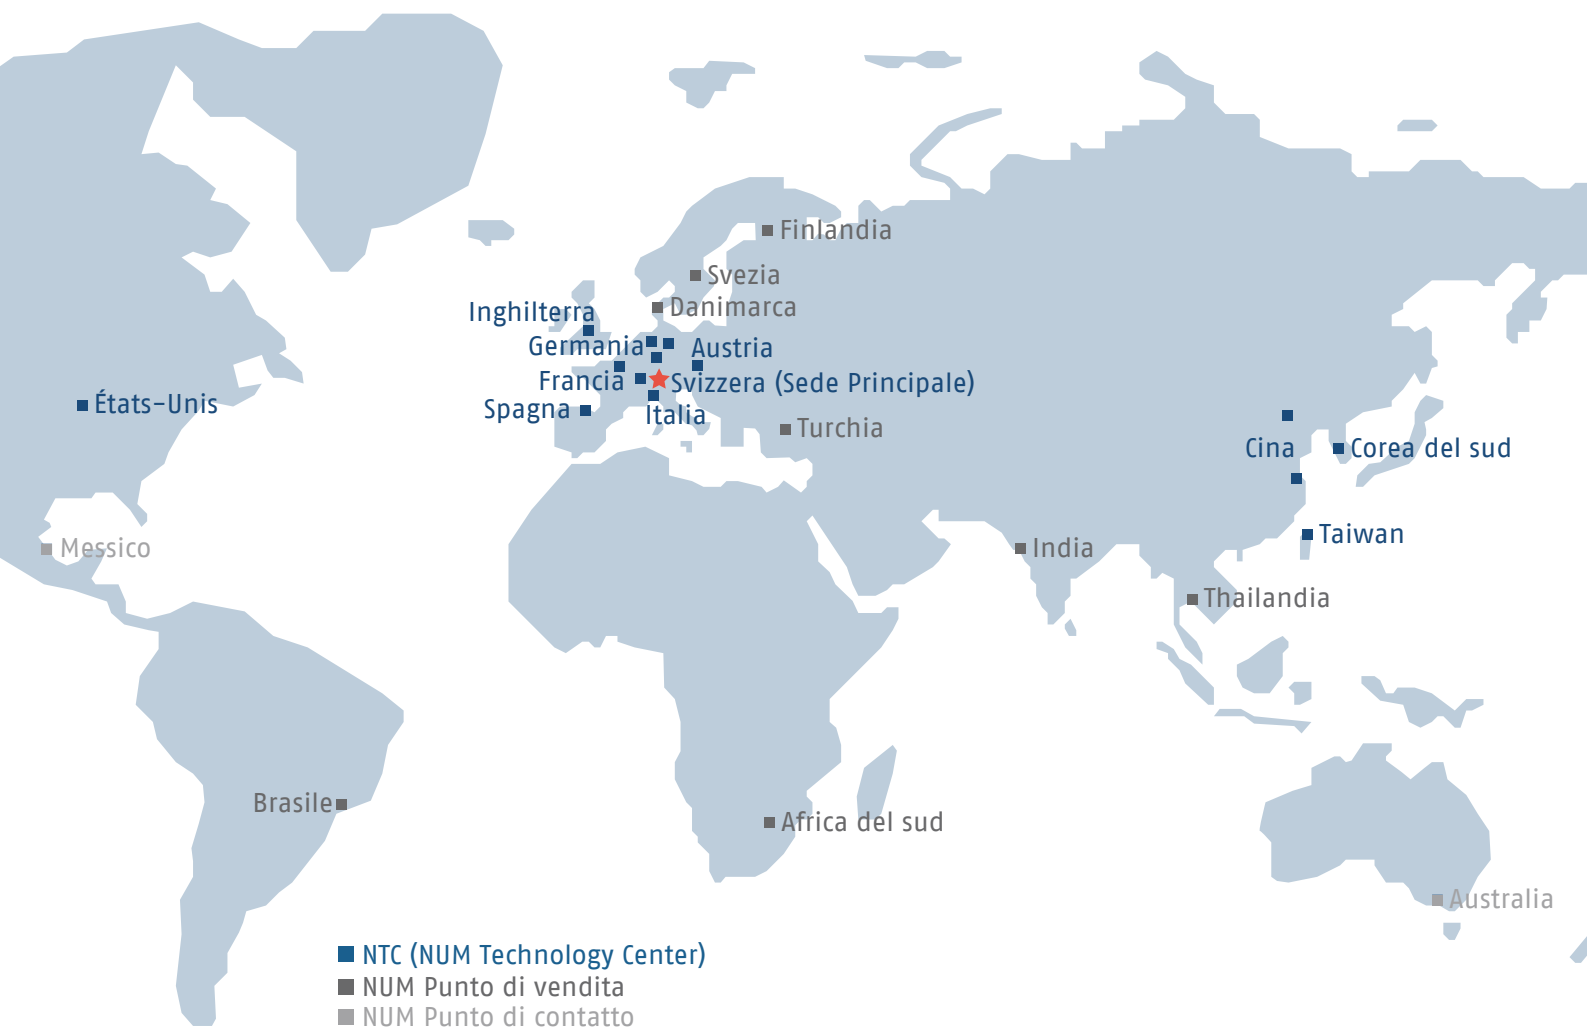 Finlandia
Svezia
Danimarca
Inghilterra
Germania
Austria
Francia
Svizzera (Sede Principale)
États-Unis
Spagna
Italia
Turchia
Cina
Corea del sud
Taiwan
Messico
India
Thailandia
Brasile
Africa del sud
Australia
NTC (NUM Technology Center)
NUM Punto di vendita
NUM Punto di contatto